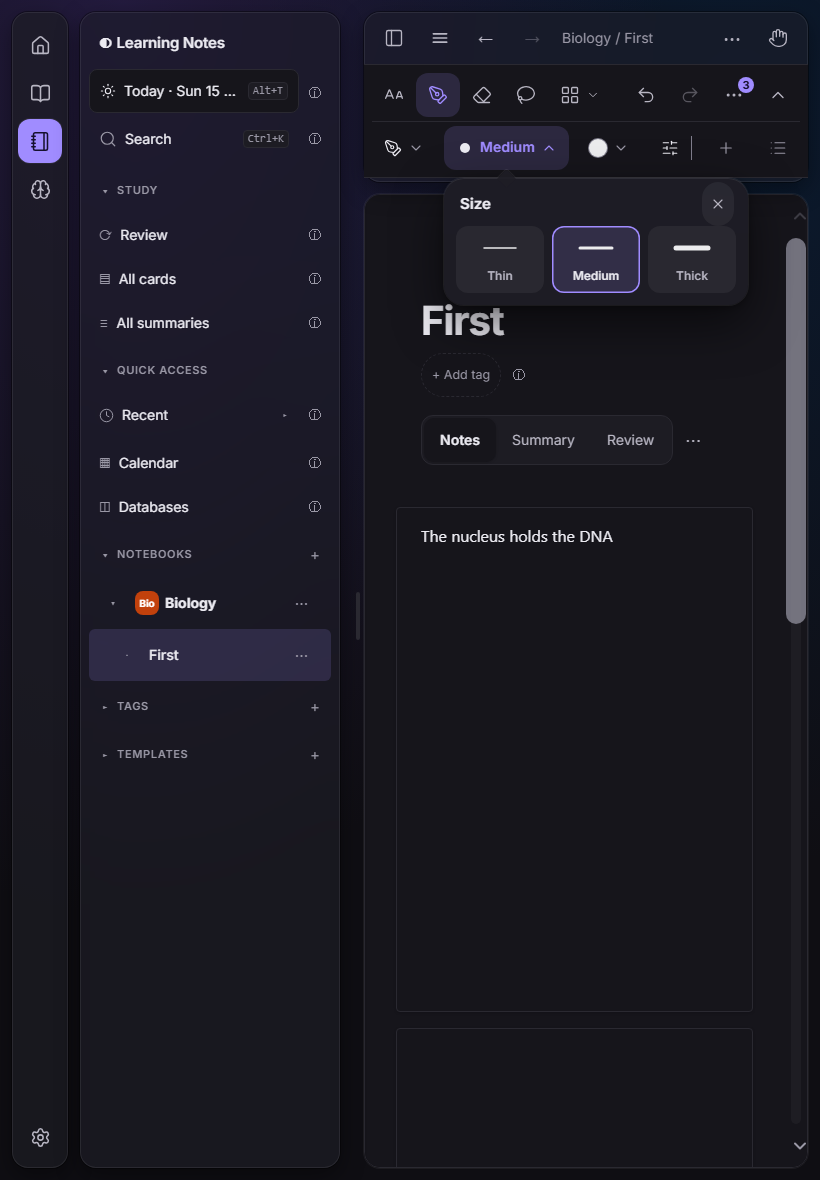 Learning Notes
Today · Sun 15 ... Alt+T
Search Ctrl+K
STUDY
Review
All cards
All summaries
QUICK ACCESS
Recent
Calendar
Databases
NOTEBOOKS
Bio Biology
First
TAGS
TEMPLATES
Biology / First
AA
3
Medium
Size
Thin
Medium
Thick
First
+ Add tag
Notes Summary Review
The nucleus holds the DNA